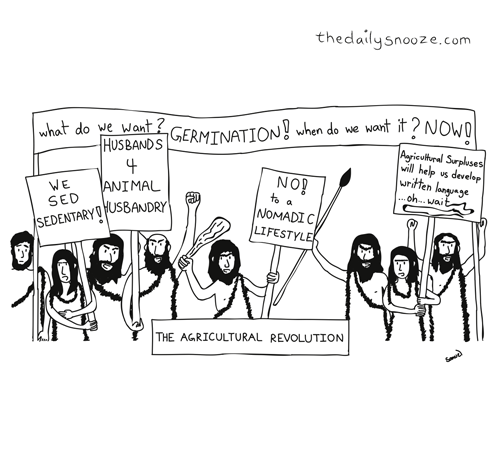 thedailysnooze.com
what do we want? GERMINATION! when do we want it? NOW!
HUSBANDS
4
ANIMAL
HUSBANDRY
WE
SED
SEDENTARY!
NO!
to a
NOMADIC
LIFESTYLE
Agricultural Surpluses
will help us develop
written language
...oh...wait
THE AGRICULTURAL REVOLUTION